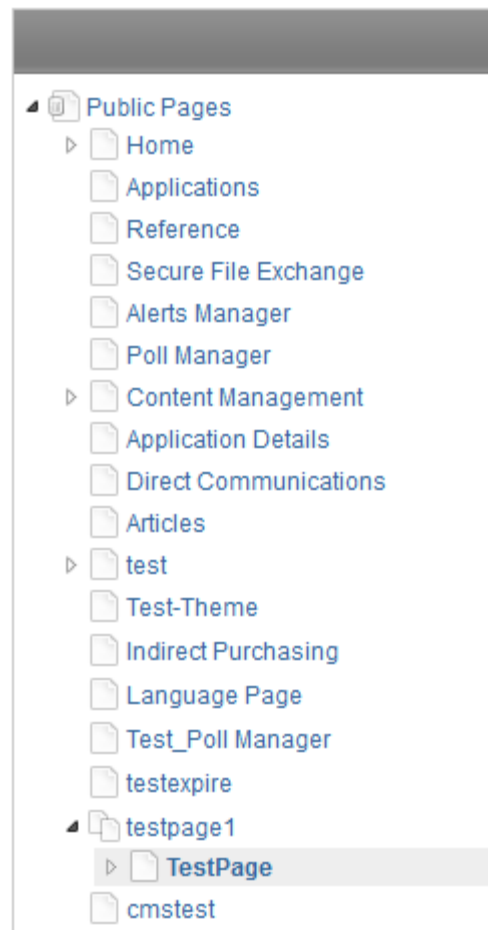 Public Pages
Home
Applications
Reference
Secure File Exchange
Alerts Manager
Poll Manager
Content Management
Application Details
Direct Communications
Articles
test
Test-Theme
Indirect Purchasing
Language Page
Test_Poll Manager
testexpire
testpage1
TestPage
cmstest